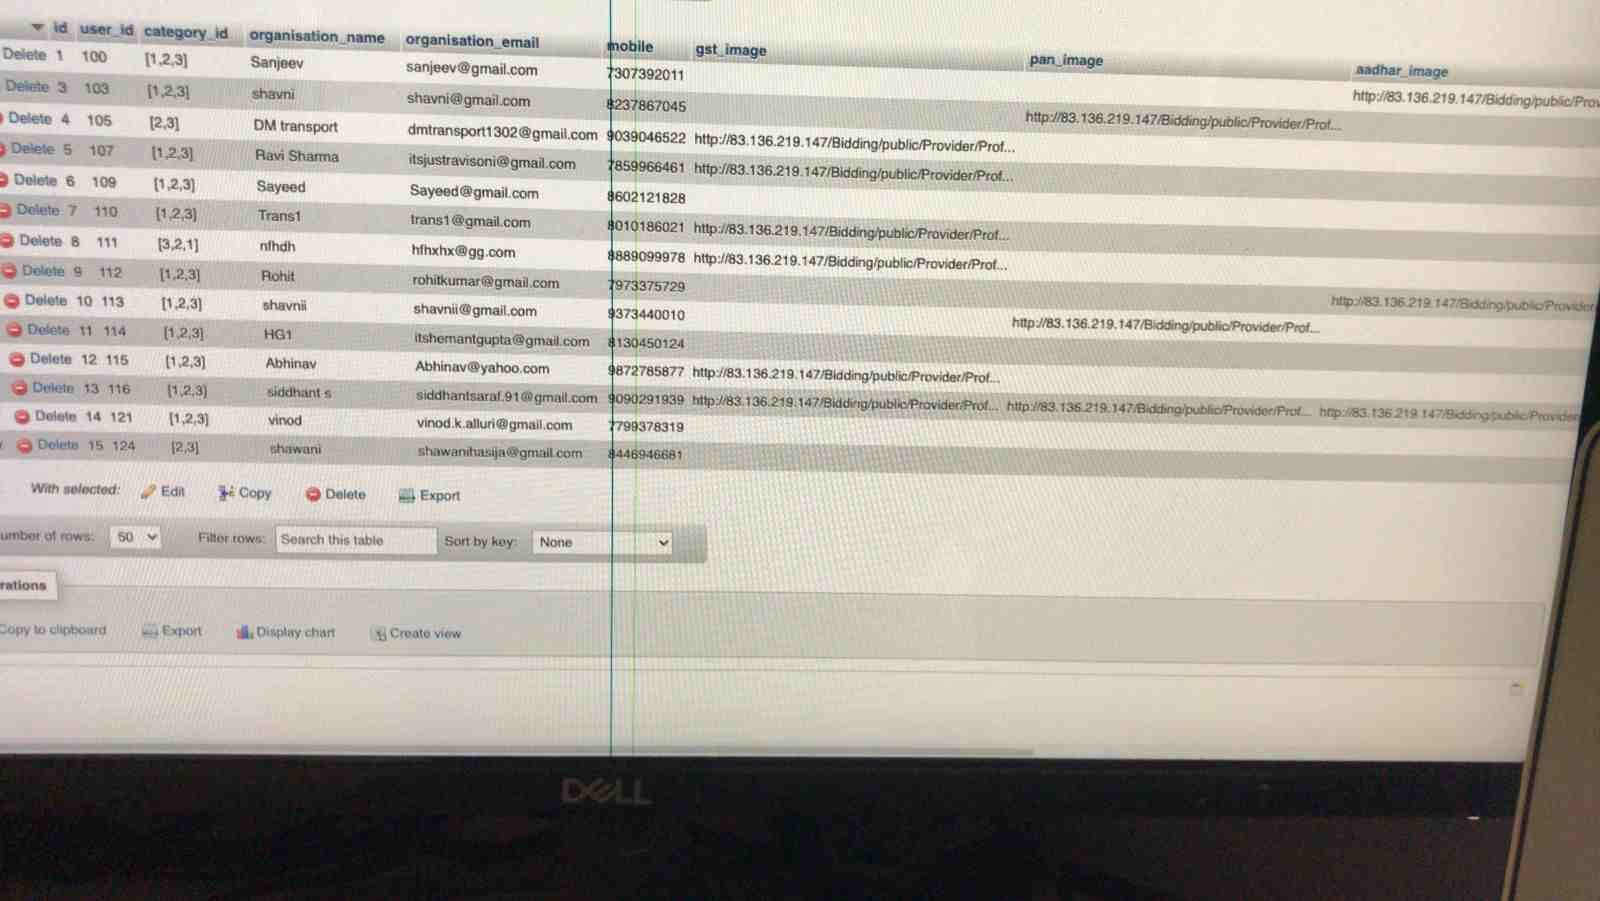 id user_id category_id organisation_name organisation_email mobile gst_image pan_image aadhar_image
Delete 1 100 [1,2,3] Sanjeev sanjeev@gmail.com 7307392011
Delete 3 103 [1,2,3] shavni shavni@gmail.com 8237867045 http://83.136.219.147/Bidding/public/Provider/Prof... http://83.136.219.147/Bidding/public/Prov
Delete 4 105 [2,3] DM transport dmtransport1302@gmail.com 9039046522 http://83.136.219.147/Bidding/public/Provider/Prof...
Delete 5 107 [1,2,3] Ravi Sharma itsjustravisoni@gmail.com 7859966461 http://83.136.219.147/Bidding/public/Provider/Prof...
Delete 6 109 [1,2,3] Sayeed Sayeed@gmail.com 8602121828
Delete 7 110 [1,2,3] Trans1 trans1@gmail.com 8010186021 http://83.136.219.147/Bidding/public/Provider/Prof...
Delete 8 111 [3,2,1] nfhdh hfhxhx@gg.com 8889099978 http://83.136.219.147/Bidding/public/Provider/Prof...
Delete 9 112 [1,2,3] Rohit rohitkumar@gmail.com 7973375729
Delete 10 113 [1,2,3] shavnii shavnii@gmail.com 9373440010 http://83.136.219.147/Bidding/public/Provider/Prof... http://83.136.219.147/Bidding/public/Provider
Delete 11 114 [1,2,3] HG1 itshemantgupta@gmail.com 8130450124
Delete 12 115 [1,2,3] Abhinav Abhinav@yahoo.com 9872785877 http://83.136.219.147/Bidding/public/Provider/Prof...
Delete 13 116 [1,2,3] siddhant s siddhantsaraf.91@gmail.com 9090291939 http://83.136.219.147/Bidding/public/Provider/Prof... http://83.136.219.147/Bidding/public/Provider/Prof... http://83.136.219.147/Bidding/public/Provider
Delete 14 121 [1,2,3] vinod vinod.k.alluri@gmail.com 7799378319
Delete 15 124 [2,3] shawani shawanihasija@gmail.com 8446946681
With selected: Edit Copy Delete Export
umber of rows: 50 Filter rows: Search this table Sort by key: None
rations
Copy to clipboard Export Display chart Create view
DELL